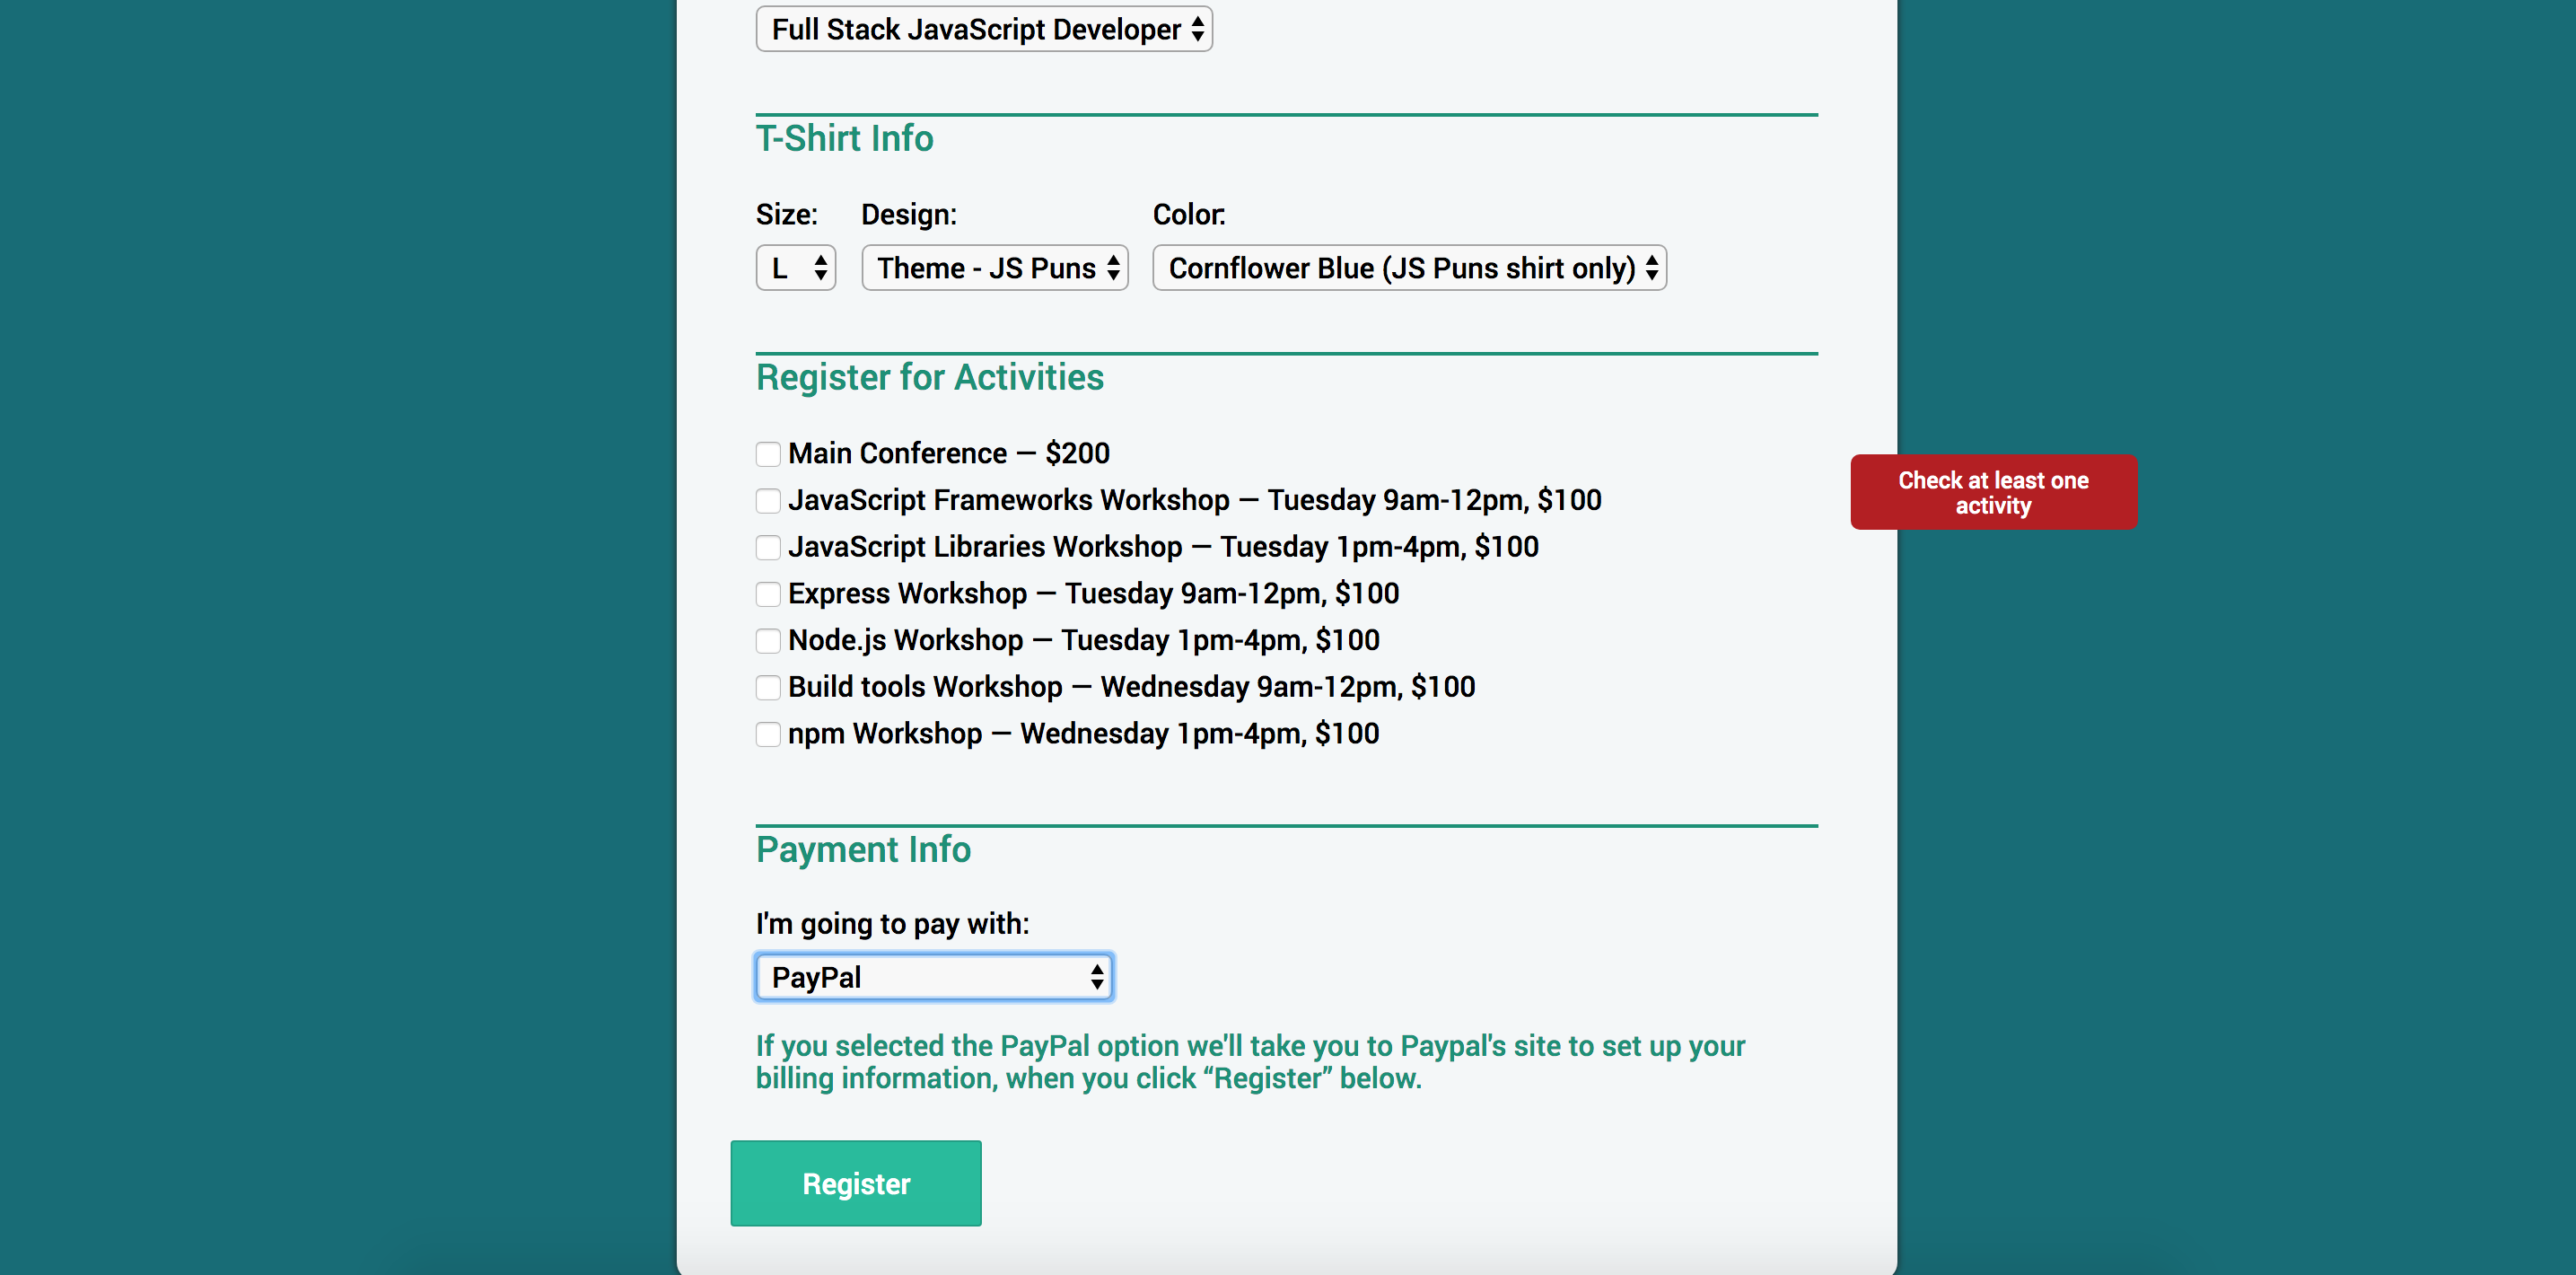 Full Stack JavaScript Developer
T-Shirt Info
Size: Design: Color:
L Theme - JS Puns Cornflower Blue (JS Puns shirt only)
Register for Activities
Main Conference — $200
JavaScript Frameworks Workshop — Tuesday 9am-12pm, $100
JavaScript Libraries Workshop — Tuesday 1pm-4pm, $100
Express Workshop — Tuesday 9am-12pm, $100
Node.js Workshop — Tuesday 1pm-4pm, $100
Build tools Workshop — Wednesday 9am-12pm, $100
npm Workshop — Wednesday 1pm-4pm, $100
Check at least one
activity
Payment Info
I'm going to pay with:
PayPal
If you selected the PayPal option we'll take you to Paypal's site to set up your
billing information, when you click “Register” below.
Register